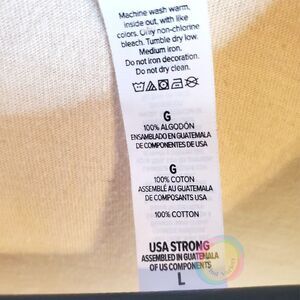 Machine wash warm,
inside out, with like
colors. Only non-chlorine
bleach. Tumble dry low.
Medium iron.
Do not iron decoration.
Do not dry clean.
G
100% ALGODÓN
ENSAMBLADO EN GUATEMALA
DE COMPONENTES DE USA
G
100% COTON
ASSEMBLÉ AU GUATEMALA
DE COMPOSANTS USA
100% COTTON
USA STRONG
ASSEMBLED IN GUATEMALA
OF US COMPONENTS
L